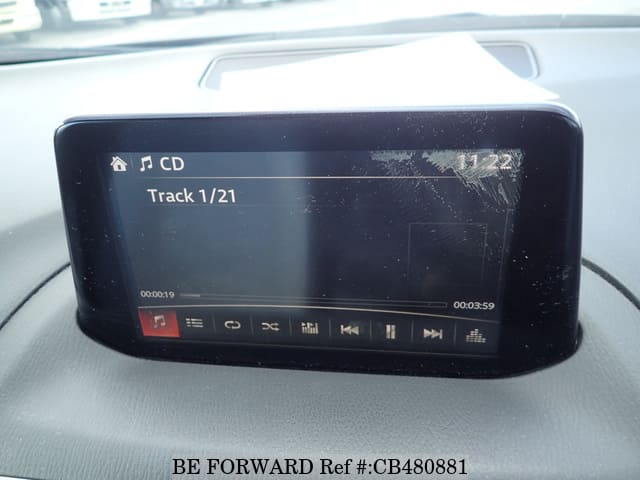 CD 11:22
Track 1/21
00:00:19 00:03:59
BE FORWARD Ref #:CB480881